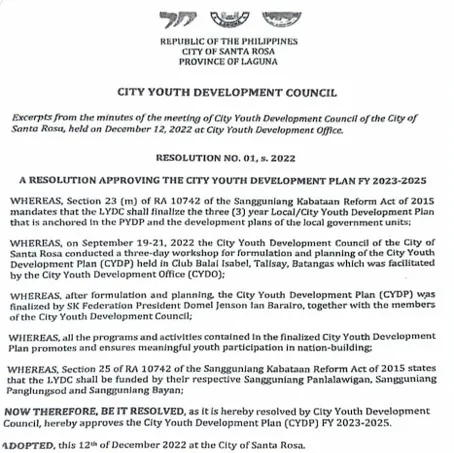 REPUBLIC OF THE PHILIPPINES
CITY OF SANTA ROSA
PROVINCE OF LAGUNA
CITY YOUTH DEVELOPMENT COUNCIL
Excerpts from the minutes of the meeting of City Youth Development Council of the City of
Santa Rosa, held on December 12, 2022 at City Youth Development Office.
RESOLUTION NO. 01, s. 2022
A RESOLUTION APPROVING THE CITY YOUTH DEVELOPMENT PLAN FY 2023-2025
WHEREAS, Section 23 (m) of RA 10742 of the Sangguniang Kabataan Reform Act of 2015
mandates that the LYDC shall finalize the three (3) year Local/City Youth Development Plan
that is anchored in the PYDP and the development plans of the local government units;
WHEREAS, on September 19-21, 2022 the City Youth Development Council of the City of
Santa Rosa conducted a three-day workshop for formulation and planning of the City Youth
Development Plan (CYDP) held in Club Balai Isabel, Talisay, Batangas which was facilitated
by the City Youth Development Office (CYDO);
WHEREAS, after formulation and planning, the City Youth Development Plan (CYDP) was
finalized by SK Federation President Domel Jenson Ian Barairo, together with the members
of the City Youth Development Council;
WHEREAS, all the programs and activities contained in the finalized City Youth Development
Plan promotes and ensures meaningful youth participation in nation-building;
WHEREAS, Section 25 of RA 10742 of the Sangguniang Kabataan Reform Act of 2015 states
that the LYDC shall be funded by their respective Sangguniang Panlalawigan, Sangguniang
Panglungsod and Sangguniang Bayan;
NOW THEREFORE, BE IT RESOLVED, as it is hereby resolved by City Youth Development
Council, hereby approves the City Youth Development Plan (CYDP) FY 2023-2025.
ADOPTED, this 12th of December 2022 at the City of Santa Rosa.